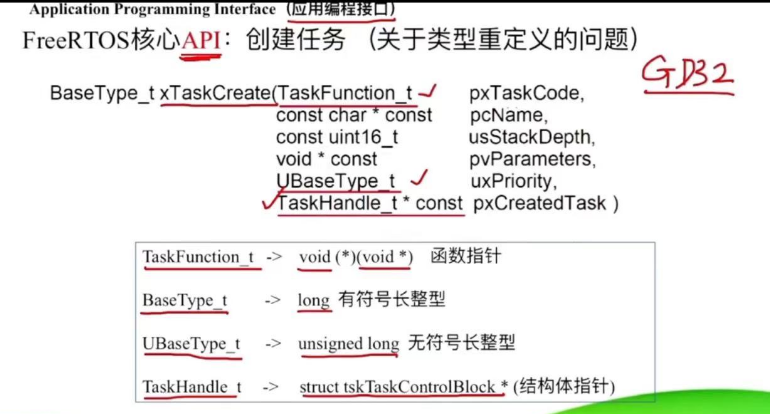 Application Programming Interface（应用编程接口）
FreeRTOS核心API：创建任务 （关于类型重定义的问题）
GD32
BaseType_t xTaskCreate(TaskFunction_t pxTaskCode,
const char * const pcName,
const uint16_t usStackDepth,
void * const pvParameters,
UBaseType_t uxPriority,
TaskHandle_t * const pxCreatedTask )
TaskFunction_t -> void (*)(void *) 函数指针
BaseType_t -> long 有符号长整型
UBaseType_t -> unsigned long 无符号长整型
TaskHandle_t -> struct tskTaskControlBlock * (结构体指针)